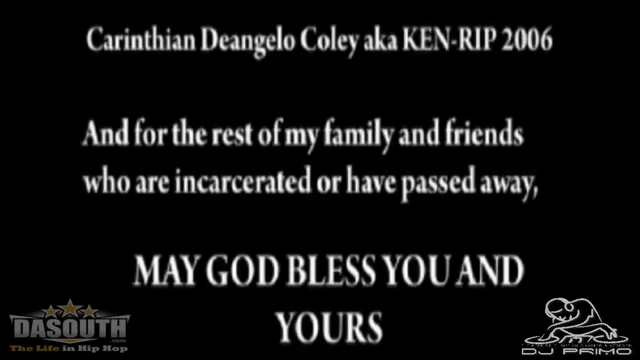 Carinthian Deangelo Coley aka KEN-RIP 2006
And for the rest of my family and friends
who are incarcerated or have passed away,
MAY GOD BLESS YOU AND
YOURS
DASOUTH.com
The Life in Hip Hop
DJ PRIMO